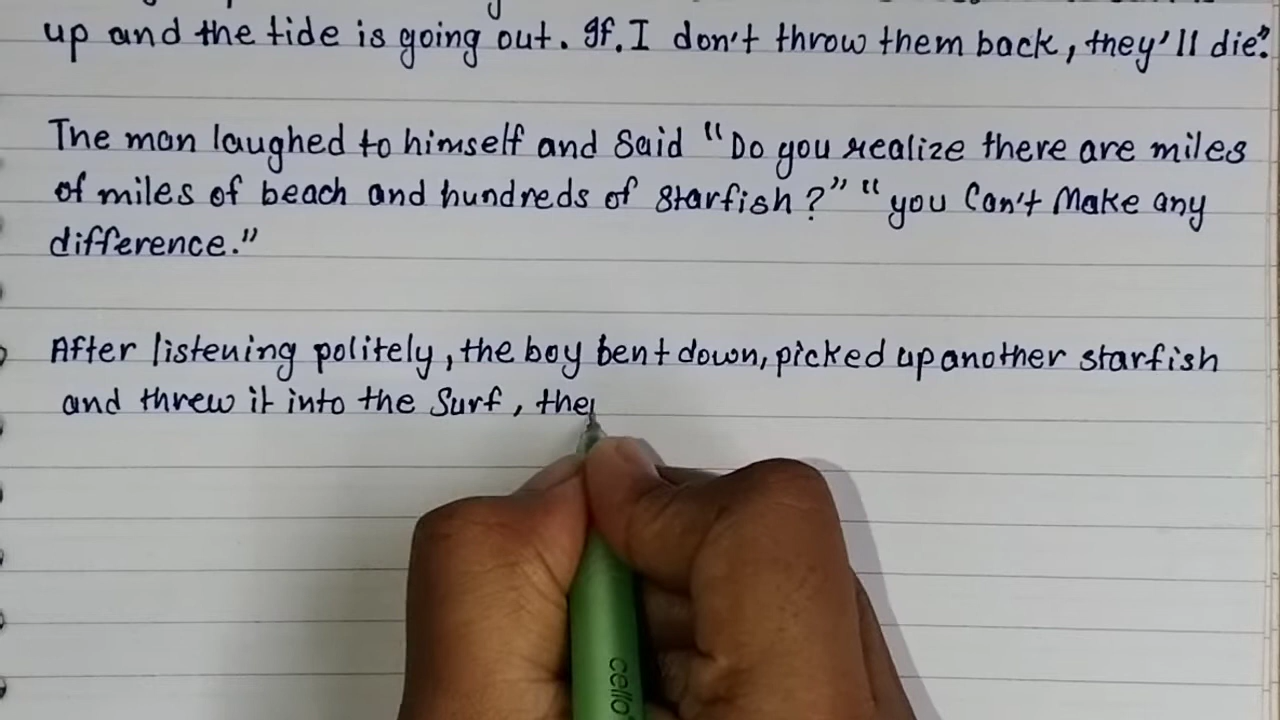 up and the tide is going out. If. I don't throw them back, they'll die".
The man laughed to himself and Said "Do you realize there are miles
of miles of beach and hundreds of starfish?" "you Can't Make any
difference."
After listening politely, the boy bent down, picked up another starfish
and threw it into the Surf, the
cello